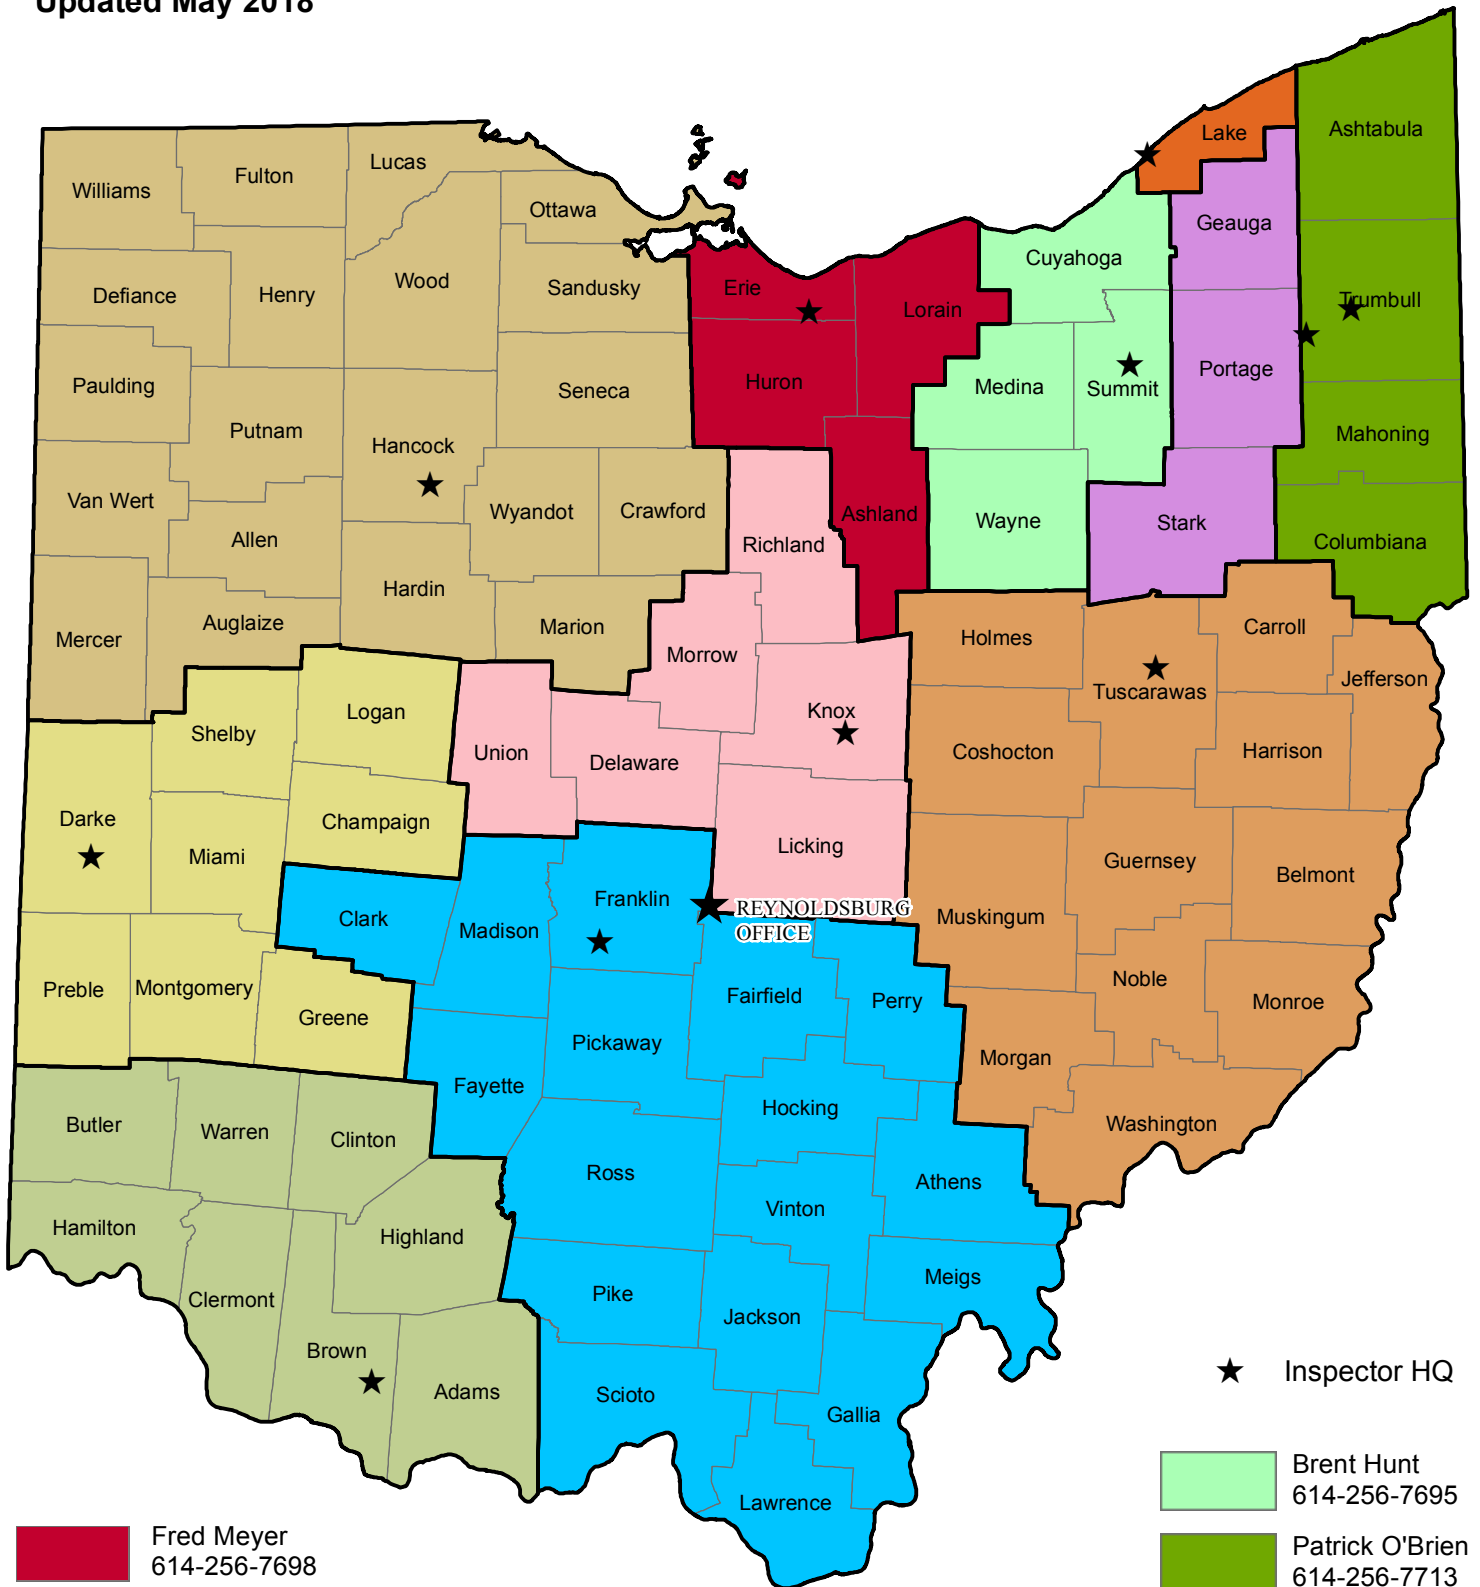 Updated May 2018
Lake
Ashtabula
Lucas
Fulton
Williams
Ottawa
Geauga
Cuyahoga
Wood
Sandusky
Erie
Henry
Defiance
Trumbull
Lorain
Portage
Huron
Medina
Summit
Paulding
Seneca
Putnam
Mahoning
Hancock
Van Wert
Wyandot
Crawford
Ashland
Wayne
Stark
Allen
Richland
Columbiana
Hardin
Auglaize
Marion
Carroll
Mercer
Holmes
Morrow
Jefferson
Tuscarawas
Logan
Knox
Shelby
Union
Delaware
Coshocton
Harrison
Darke
Champaign
Licking
Miami
Guernsey
Belmont
Franklin
REYNOLDSBURG
OFFICE
Clark
Madison
Muskingum
Noble
Preble
Montgomery
Fairfield
Perry
Monroe
Greene
Pickaway
Morgan
Fayette
Hocking
Butler
Warren
Clinton
Washington
Ross
Athens
Vinton
Hamilton
Highland
Meigs
Clermont
Pike
Jackson
Brown
Adams
Scioto
Gallia
Lawrence
Inspector HQ
Brent Hunt
614-256-7695
Fred Meyer
614-256-7698
Patrick O'Brien
614-256-7713